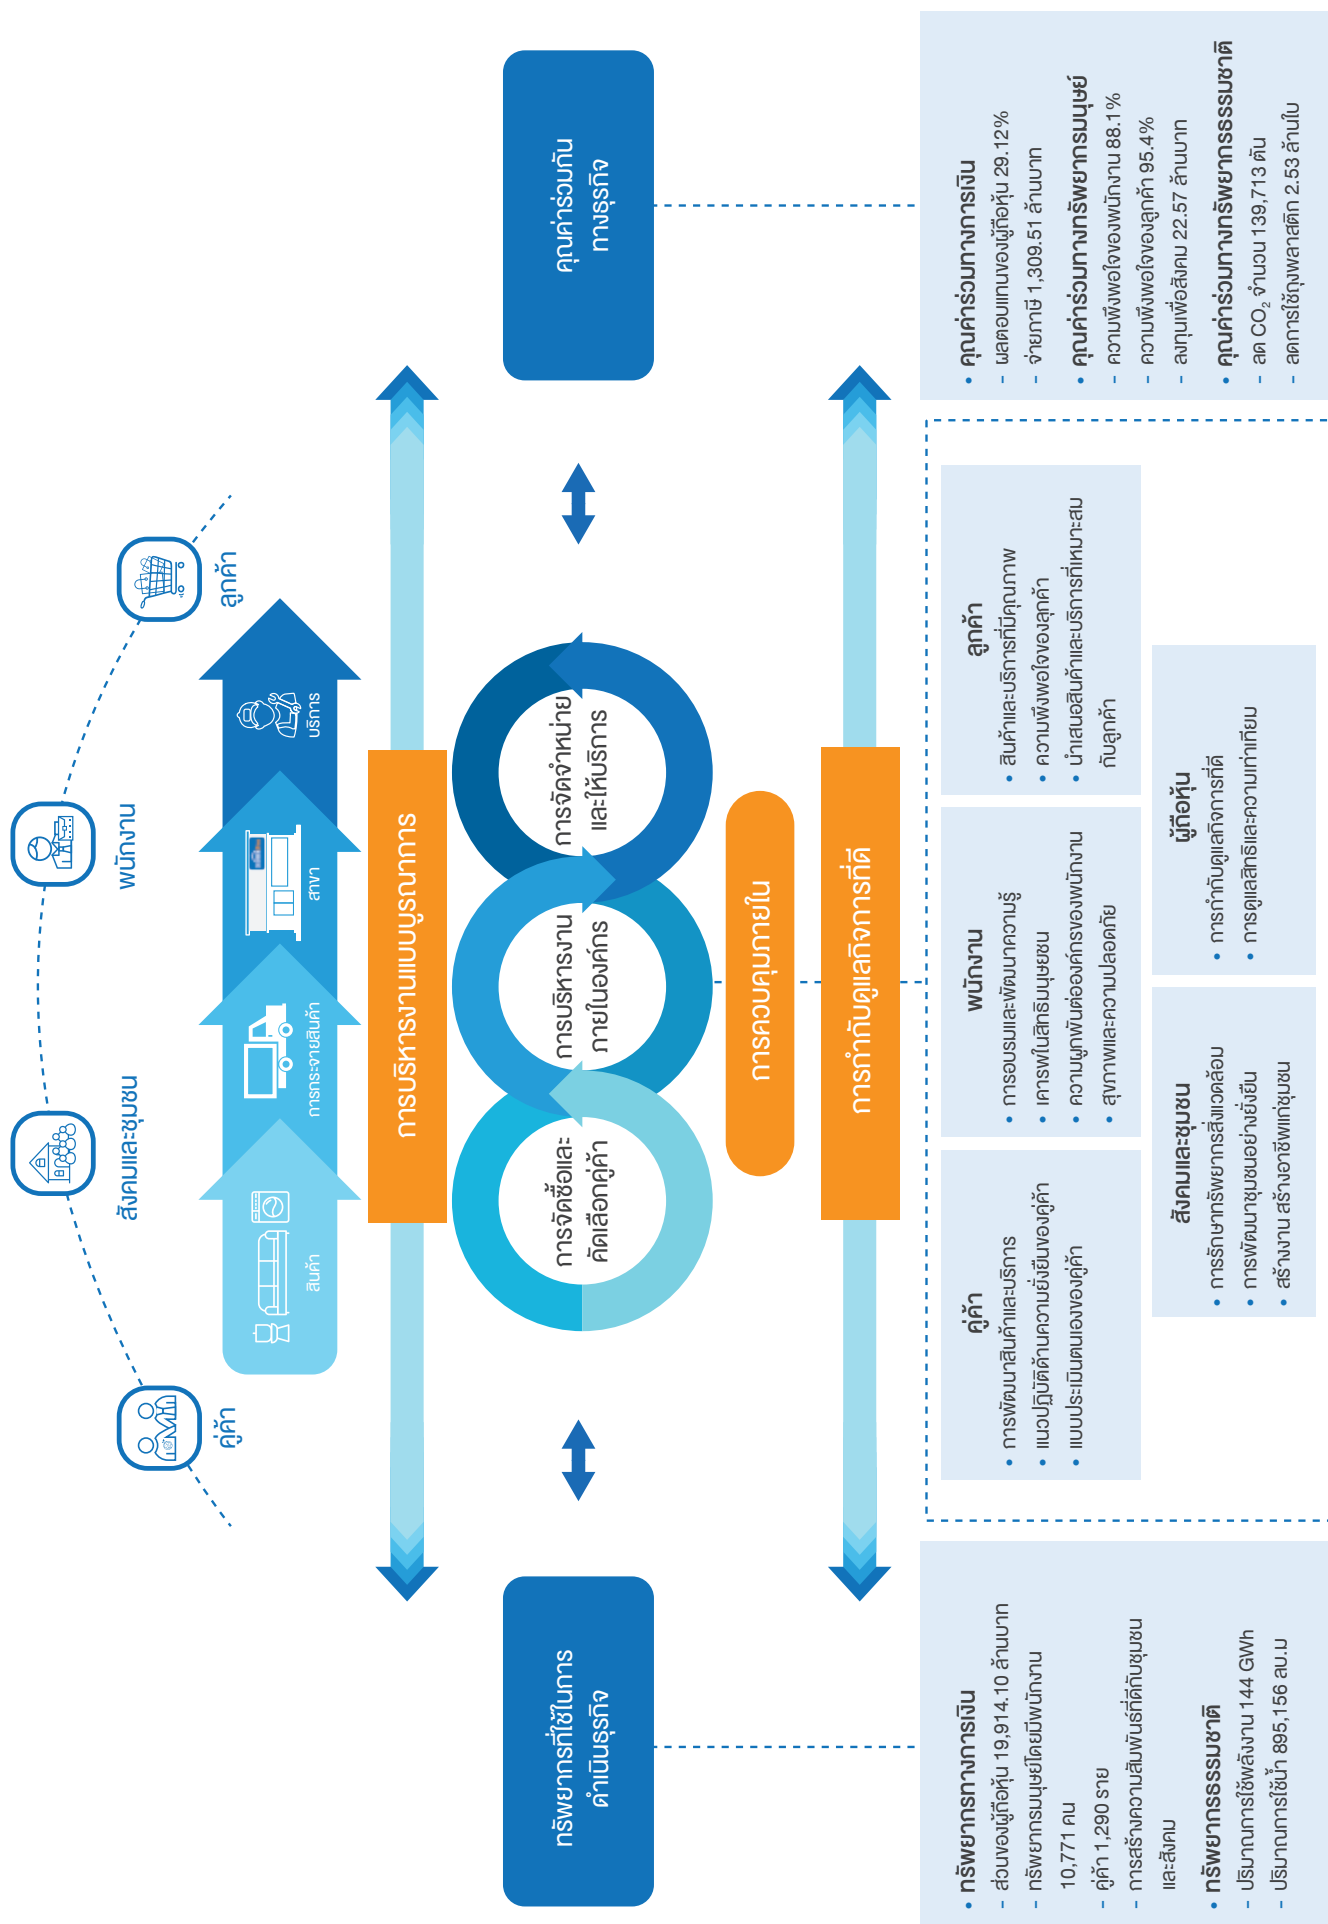 คู่ค้า
สังคมและชุมชน
พนักงาน
ลูกค้า
สินค้า
การกระจายสินค้า
สาขา
บริการ
การบริหารงานแบบบูรณาการ
ทรัพยากรที่ใช้ในการ
ดำเนินธุรกิจ
การจัดซื้อและ
คัดเลือกคู่ค้า
การบริหารงาน
ภายในองค์กร
การจัดจำหน่าย
และให้บริการ
คุณค่าร่วมกัน
ทางธุรกิจ
การควบคุมภายใน
การกำกับดูแลกิจการที่ดี
• ทรัพยากรทางการเงิน
- ส่วนของผู้ถือหุ้น 19,914.10 ล้านบาท
- ทรัพยากรมนุษย์โดยมีพนักงาน
10,771 คน
- คู่ค้า 1,290 ราย
- การสร้างความสัมพันธ์ที่ดีกับชุมชน
และสังคม
• ทรัพยากรธรรมชาติ
- ปริมาณการใช้พลังงาน 144 GWh
- ปริมาณการใช้น้ำ 895,156 ลบ.ม
คู่ค้า
• การพัฒนาสินค้าและบริการ
• แนวปฏิบัติด้านความยั่งยืนของคู่ค้า
• แบบประเมินตนเองของคู่ค้า
พนักงาน
• การอบรมและพัฒนาความรู้
• เคารพในสิทธิมนุษยชน
• ความผูกพันต่อองค์กรของพนักงาน
• สุขภาพและความปลอดภัย
ลูกค้า
• สินค้าและบริการที่มีคุณภาพ
• ความพึงพอใจของลูกค้า
• นำเสนอสินค้าและบริการที่เหมาะสม
กับลูกค้า
สังคมและชุมชน
• การรักษาทรัพยากรสิ่งแวดล้อม
• การพัฒนาชุมชนอย่างยั่งยืน
• สร้างงาน สร้างอาชีพแก่ชุมชน
ผู้ถือหุ้น
• การกำกับดูแลกิจการที่ดี
• การดูแลสิทธิและความเท่าเทียม
• คุณค่าร่วมทางการเงิน
- ผลตอบแทนของผู้ถือหุ้น 29.12%
- จ่ายภาษี 1,309.51 ล้านบาท
• คุณค่าร่วมทางทรัพยากรมนุษย์
- ความพึงพอใจของพนักงาน 88.1%
- ความพึงพอใจของลูกค้า 95.4%
- ลงทุนเพื่อสังคม 22.57 ล้านบาท
• คุณค่าร่วมทางทรัพยากรธรรมชาติ
- ลด CO₂ จำนวน 139,713 ตัน
- ลดการใช้ถุงพลาสติก 2.53 ล้านใบ